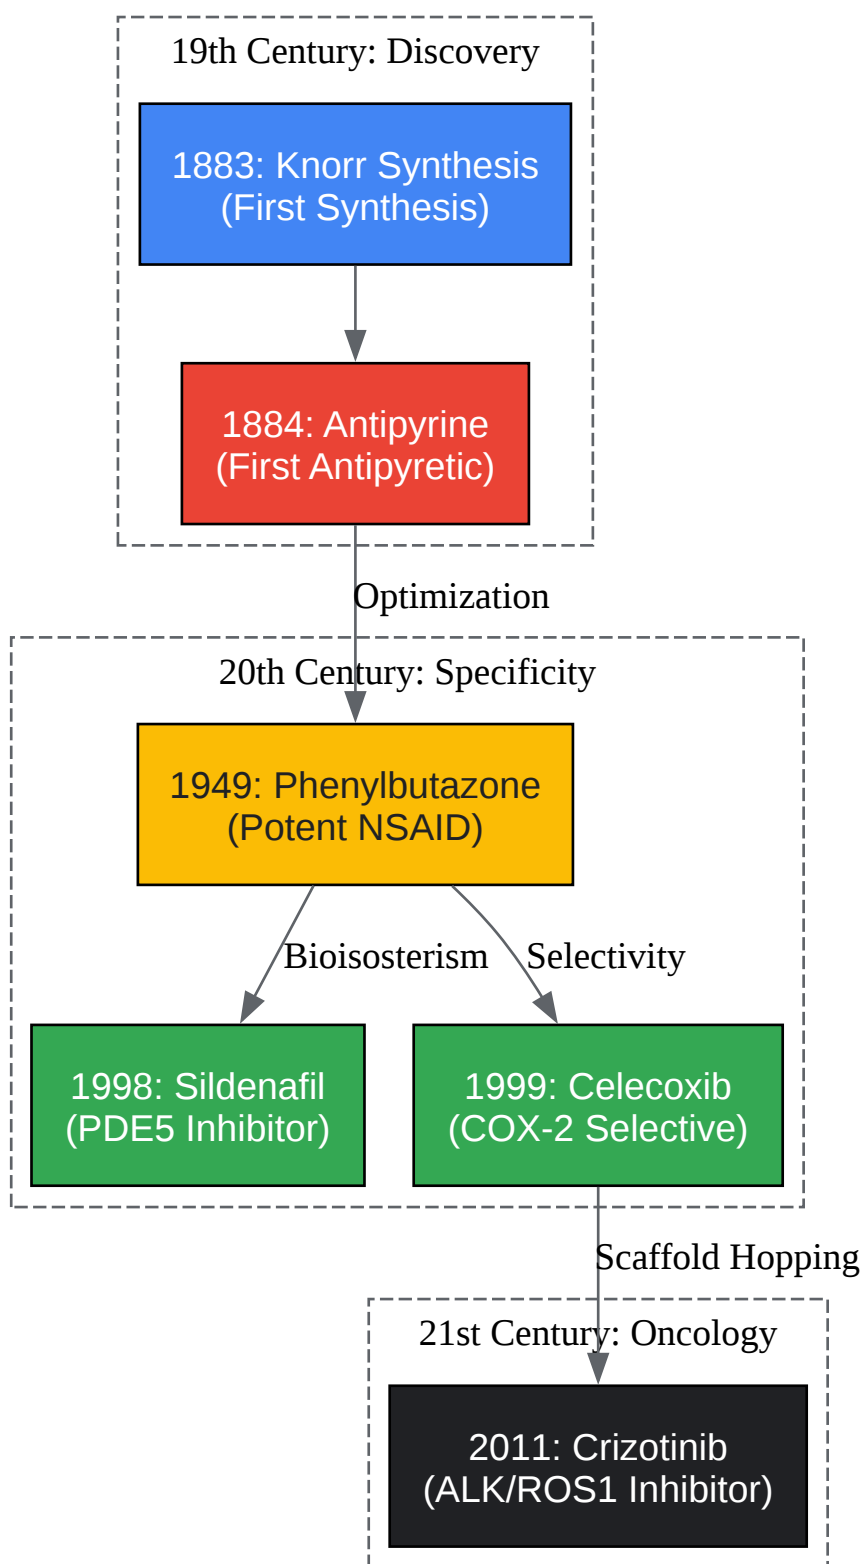 19th Century: Discovery
1883: Knorr Synthesis
(First Synthesis)
1884: Antipyrine
(First Antipyretic)
Optimization
20th Century: Specificity
1949: Phenylbutazone
(Potent NSAID)
Bioisosterism
Selectivity
1998: Sildenafil
(PDE5 Inhibitor)
1999: Celecoxib
(COX-2 Selective)
Scaffold Hopping
21st Century: Oncology
2011: Crizotinib
(ALK/ROS1 Inhibitor)